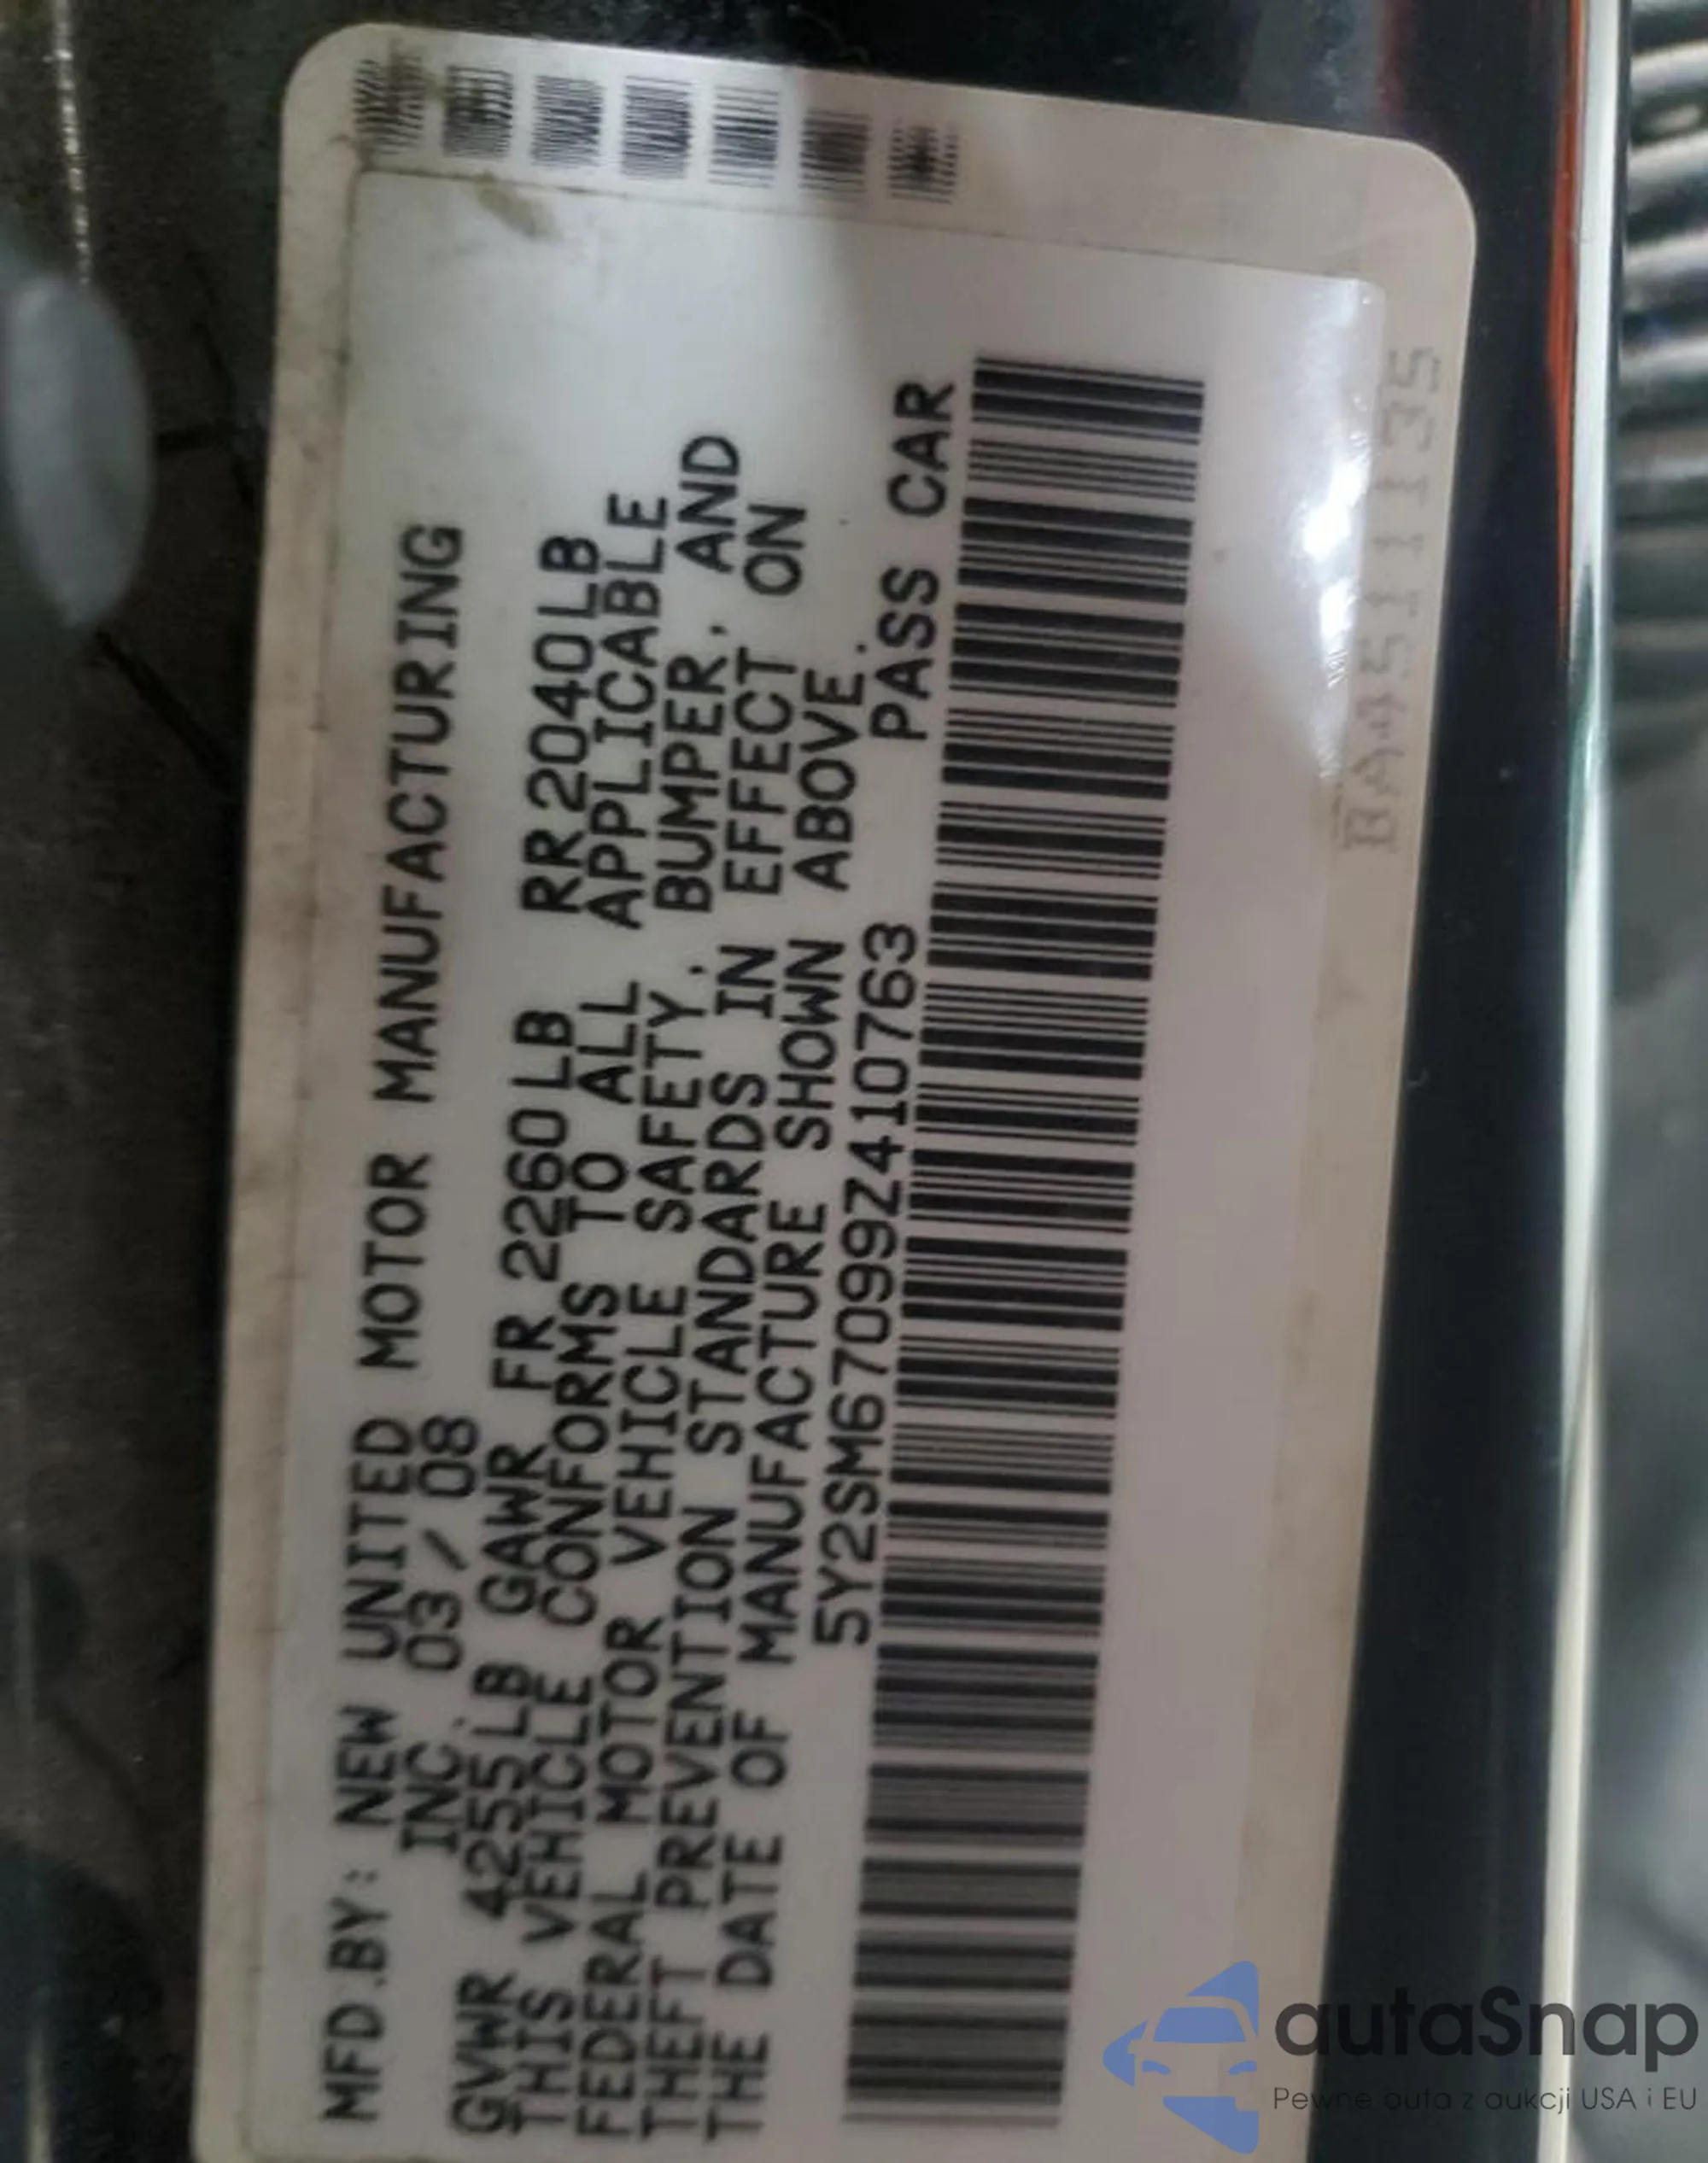 MFD.BY: NEW UNITED MOTOR MANUFACTURING
INC. 03/08
GVWR 4255LB GAWR FR 2260LB RR2040LB
THIS VEHICLE CONFORMS TO ALL APPLICABLE
FEDERAL MOTOR VEHICLE SAFETY, BUMPER, AND
THEFT PREVENTION STANDARDS IN EFFECT ON
THE DATE OF MANUFACTURE SHOWN ABOVE.
5Y2SM67099Z410763 PASS CAR
BA451135
autaSnap
Pewne auta z aukcji USA i EU